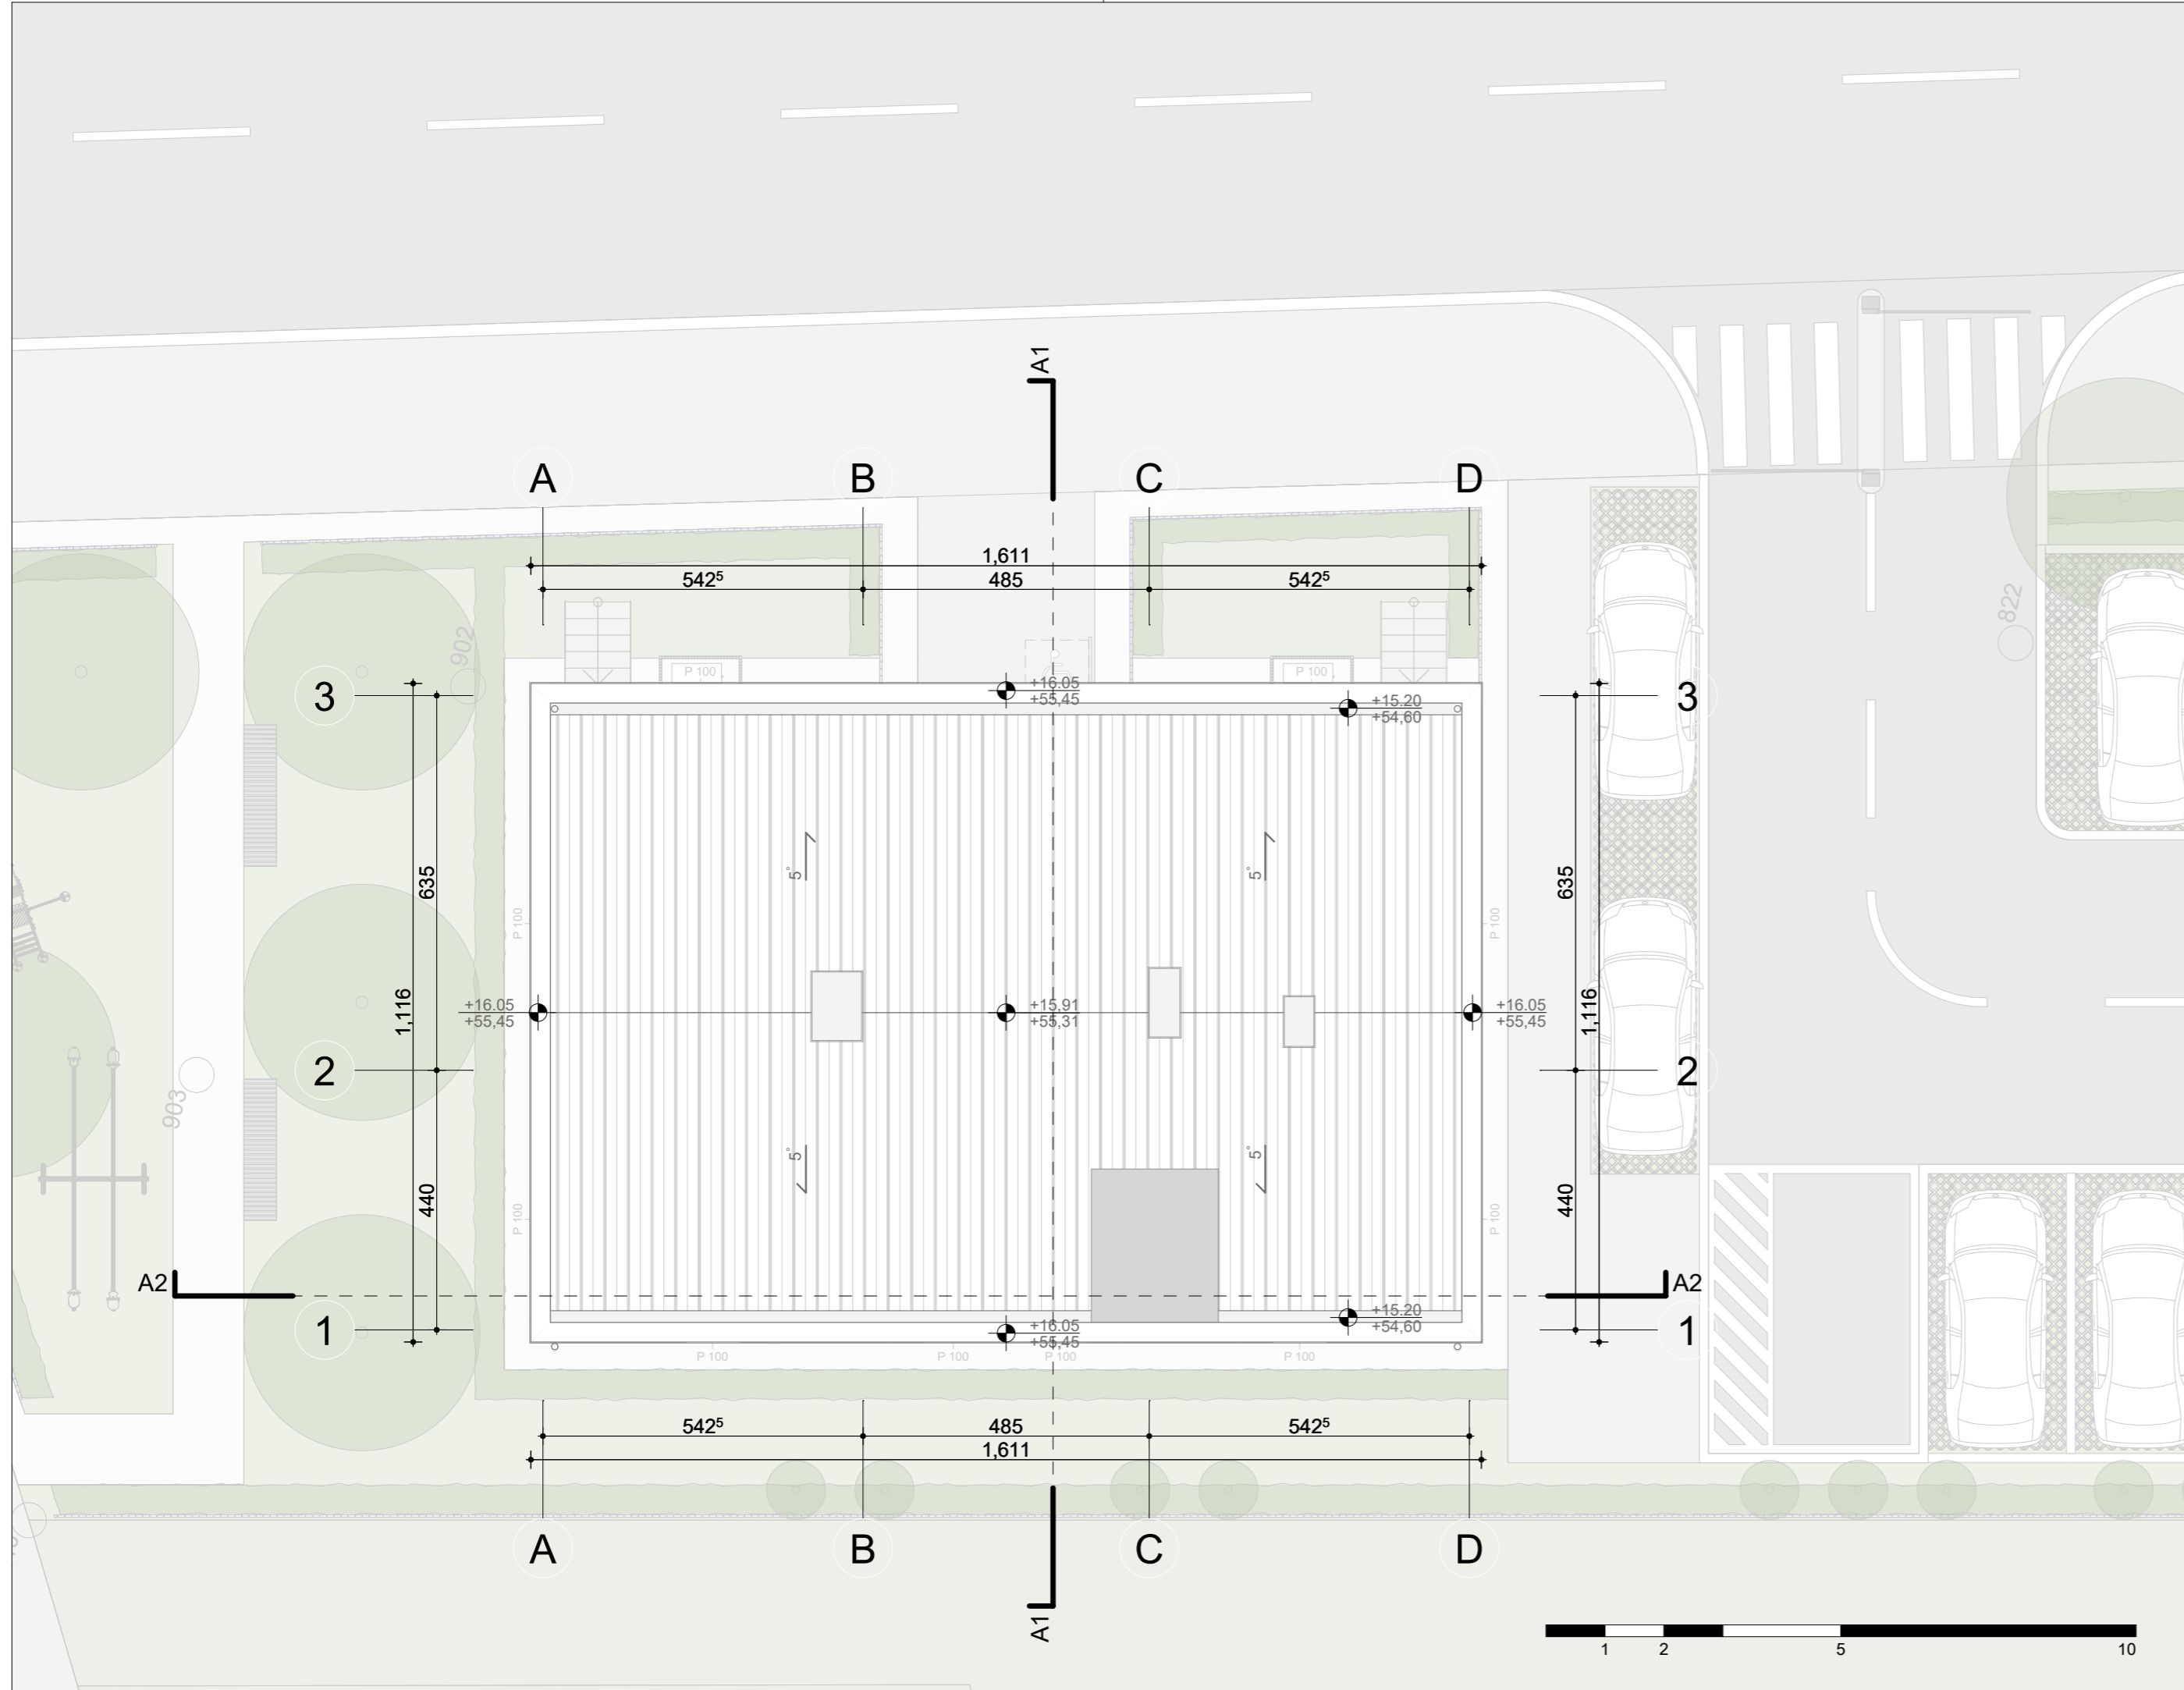 A1
A B C D
1,611
542⁵ 485 542⁵
822
902
P 100 P 100
3 +16.05 3
+55,45
+15.20
+54,60
635 5° 5° 635
P 100 P 100
1,116 +16.05 +15,91 +16.05 1,116
+55,45 +55,31 +55,45
2 2
903
5° 5°
440 P 100 P 100 440
A2 A2
1 +16.05 +15.20 1
+55,45 +54,60
P 100 P 100 P 100 P 100
542⁵ 485 542⁵
1,611
A B C D
A1
1 2 5 10